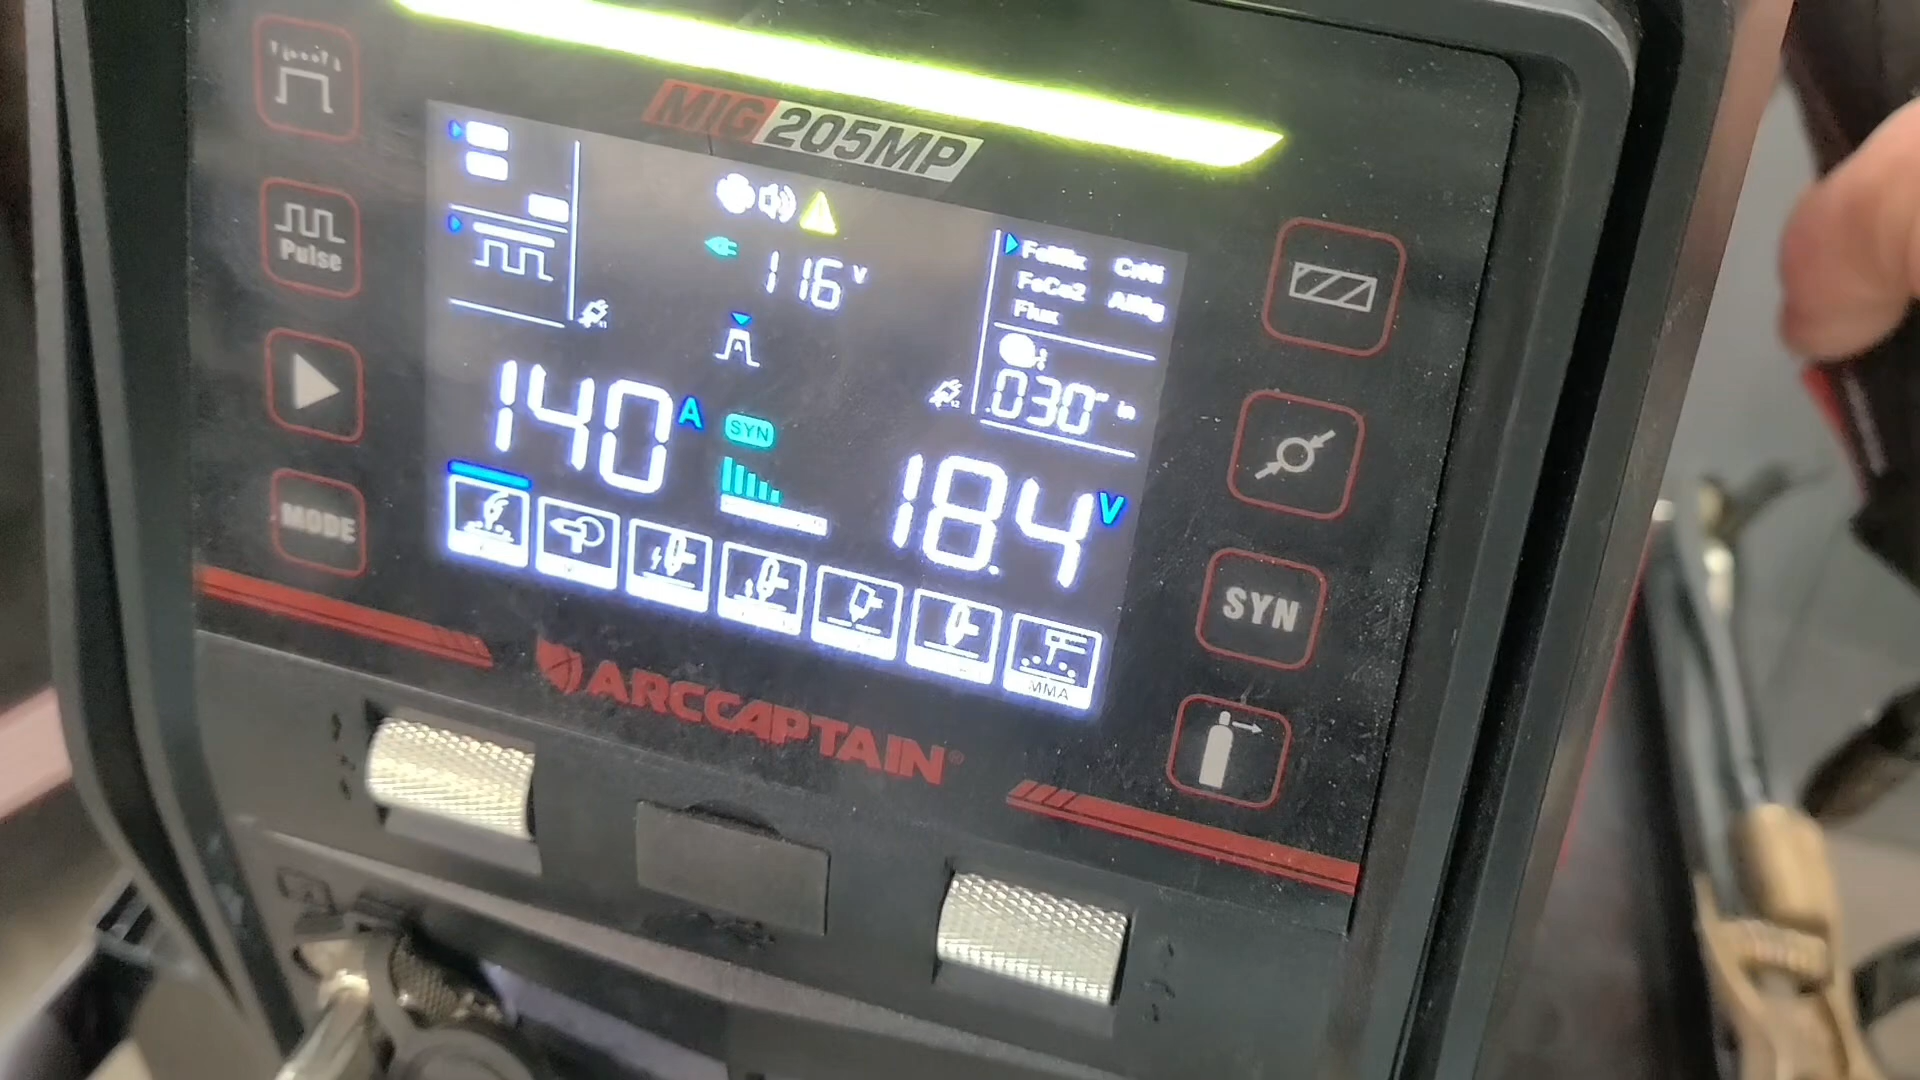 MIG 205MP
Pulse
MODE
116 V
FeMix CrNi
FeCo2 AlMg
Flux
.030" in
140 A
SYN
18.4 V
MMA
SYN
ARCCAPTAIN®